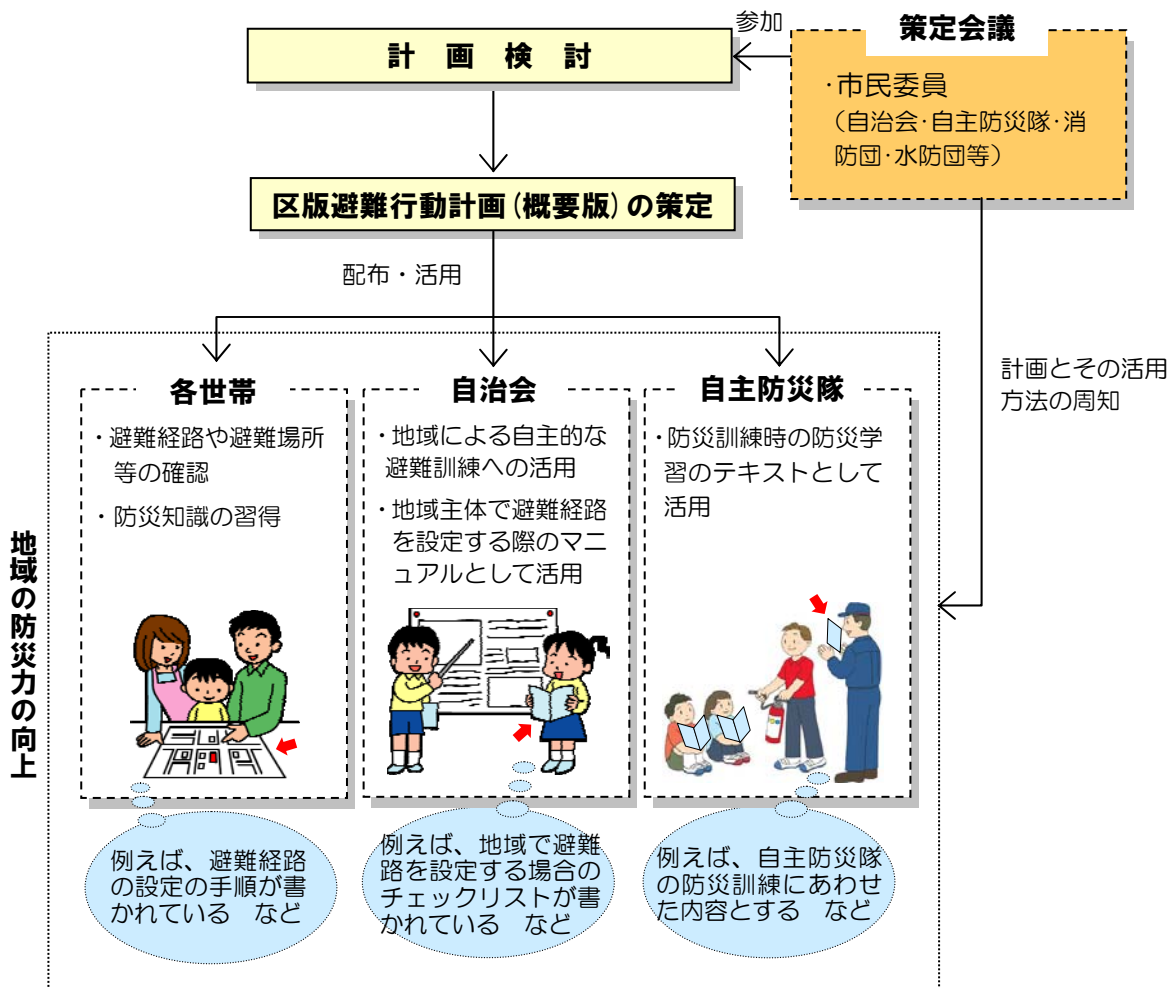 参加
策定会議
計画検討
・市民委員
(自治会・自主防災隊・消
防団・水防団等)
区版避難行動計画(概要版)の策定
配布・活用
計画とその活用
方法の周知
地域の防災力の向上
各世帯
・避難経路や避難場所
等の確認
・防災知識の習得
自治会
・地域による自主的な
避難訓練への活用
・地域主体で避難経路
を設定する際のマニ
ュアルとして活用
自主防災隊
・防災訓練時の防災学
習のテキストとして
活用
例えば、避難経路
の設定の手順が書
かれている　など
例えば、地域で避難
路を設定する場合の
チェックリストが書
かれている　など
例えば、自主防災隊
の防災訓練にあわせ
た内容とする　など